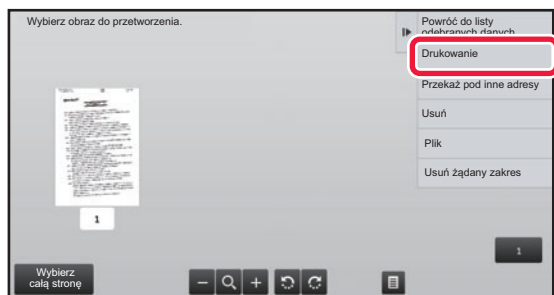 Wybierz obraz do przetworzenia.
Powróć do listy
odebranych danych
Drukowanie
Przekaż pod inne adresy
Usuń
Plik
Usuń żądany zakres
1
1
Wybierz
całą stronę